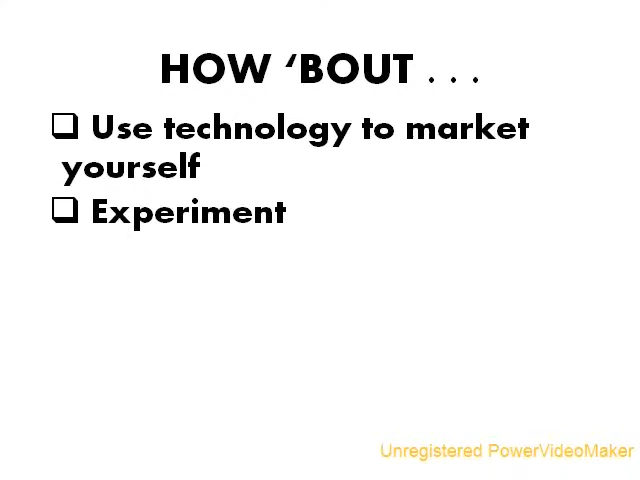 HOW ‘BOUT . . .
❑ Use technology to market
yourself
❑ Experiment
Unregistered PowerVideoMaker